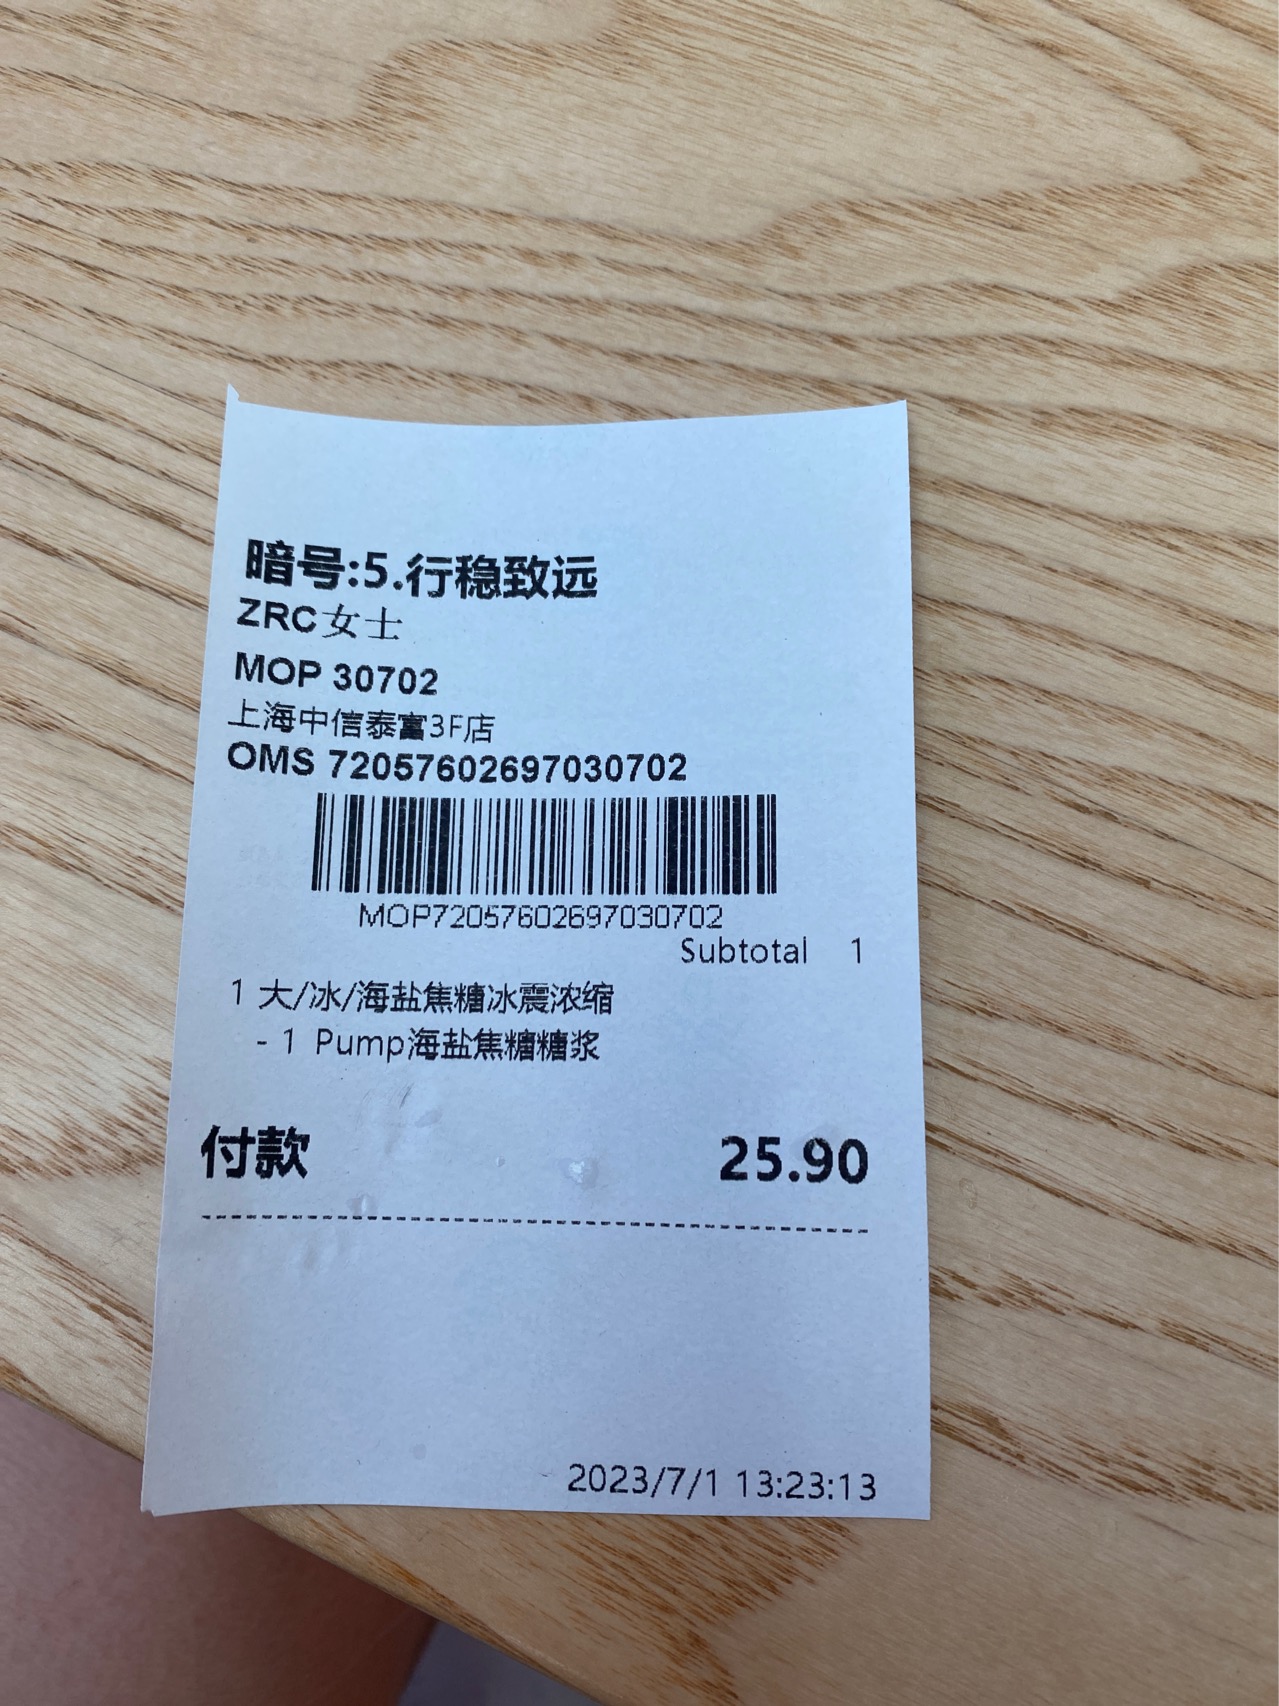 暗号:5.行稳致远
ZRC女士
MOP 30702
上海中信泰富3F店
OMS 72057602697030702
MOP72057602697030702
Subtotal 1
1 大/冰/海盐焦糖冰震浓缩
- 1 Pump海盐焦糖糖浆
付款 25.90
2023/7/1 13:23:13